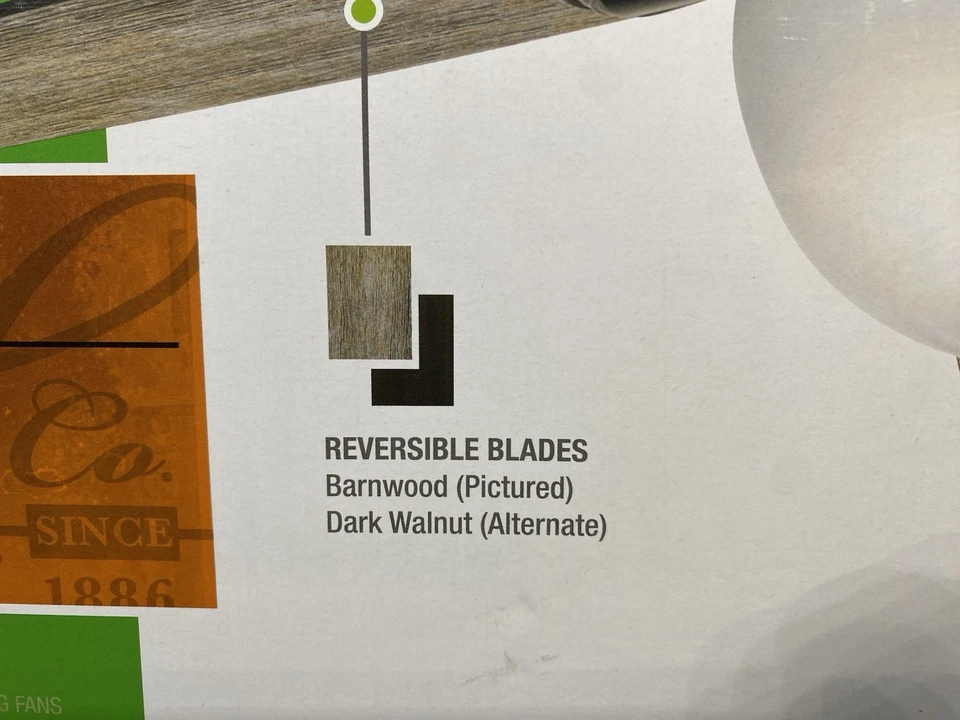 Co.
SINCE
1886
REVERSIBLE BLADES
Barnwood (Pictured)
Dark Walnut (Alternate)
FANS